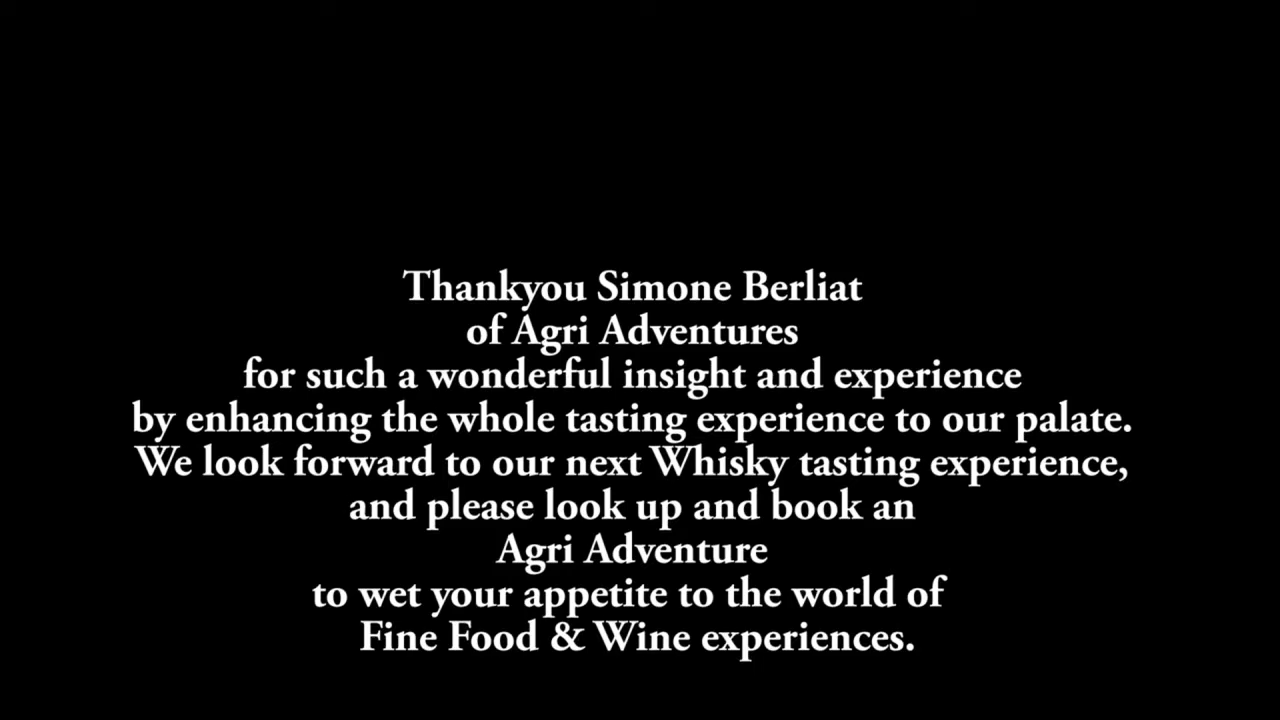 Thankyou Simone Berliat
of Agri Adventures
for such a wonderful insight and experience
by enhancing the whole tasting experience to our palate.
We look forward to our next Whisky tasting experience,
and please look up and book an
Agri Adventure
to wet your appetite to the world of
Fine Food & Wine experiences.